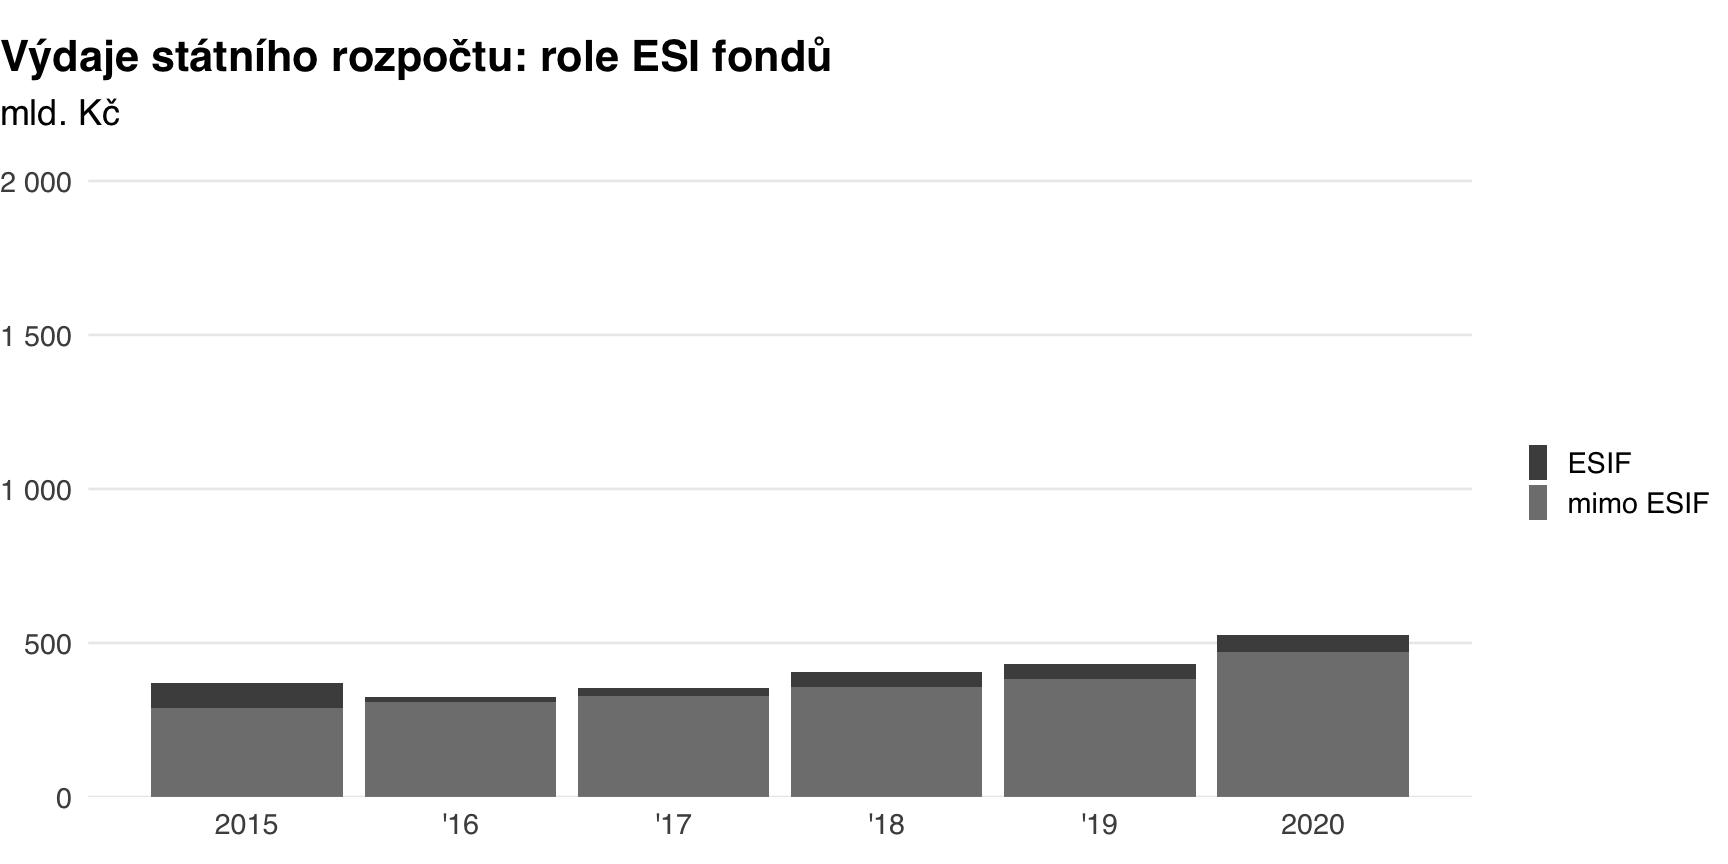 Výdaje státního rozpočtu: role ESI fondů
mld. Kč
2 000
1 500
1 000
500
0
2015
'16
'17
'18
'19
2020
ESIF
mimo ESIF